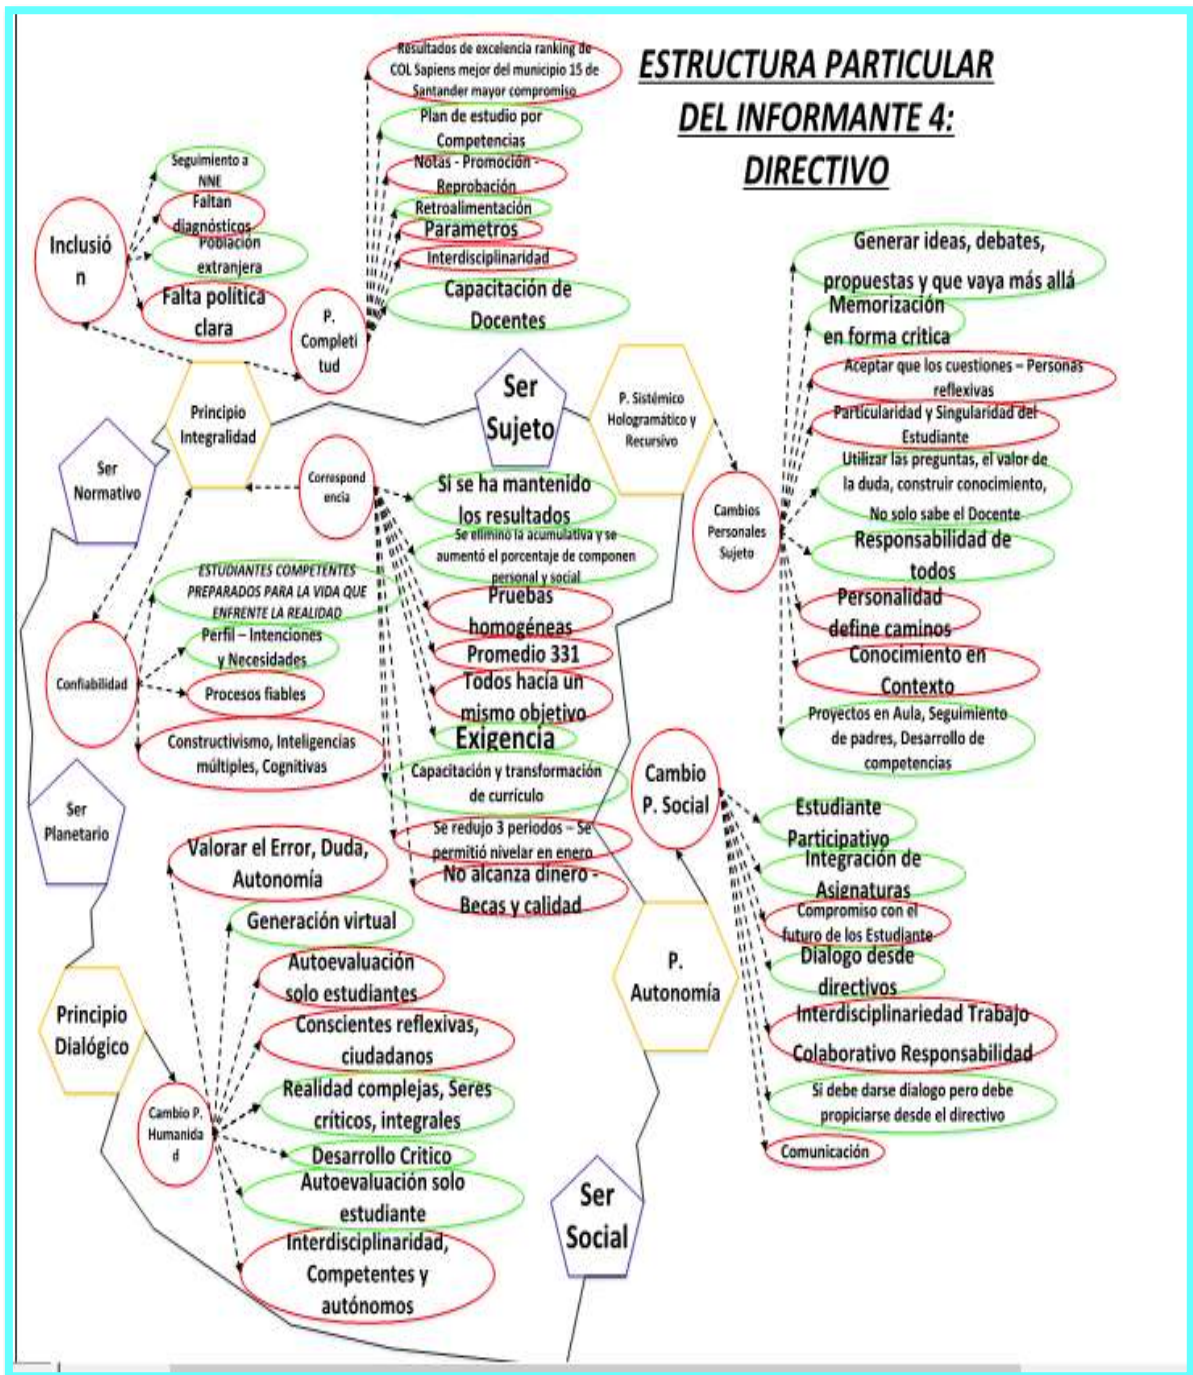 ESTRUCTURA PARTICULAR
DEL INFORMANTE 4:
DIRECTIVO
Resultados de excelencia ranking de
COL Sapiens mejor del municipio 15 de
Santander mayor compromiso
Plan de estudio por
Competencias
Notas - Promoción -
Reprobación
Retroalimentación
Parametros
Interdisciplinaridad
Capacitación de
Docentes
Seguimiento a
NNE
Faltan
diagnósticos
Población
extranjera
Falta política
clara
Inclusió
n
P.
Completi
tud
Principio
Integralidad
Ser
Sujeto
P. Sistémico
Hologramático y
Recursivo
Ser
Normativo
Correspond
encia
Si se ha mantenido
los resultados
Se elimino la acumulativa y se
aumentó el porcentaje de componen
personal y social
Pruebas
homogéneas
Promedio 331
Todos hacía un
mismo objetivo
Exigencia
Capacitación y transformación
de currículo
Se redujo 3 periodos – Se
permitió nivelar en enero
No alcanza dinero -
Becas y calidad
Generar ideas, debates,
propuestas y que vaya más allá
Memorización
en forma critica
Aceptar que los cuestiones – Personas
reflexivas
Particularidad y Singularidad del
Estudiante
Utilizar las preguntas, el valor de
la duda, construir conocimiento,
No solo sabe el Docente
Responsabilidad de
todos
Personalidad
define caminos
Conocimiento en
Contexto
Proyectos en Aula, Seguimiento
de padres, Desarrollo de
competencias
Cambios
Personales
Sujeto
ESTUDIANTES COMPETENTES
PREPARADOS PARA LA VIDA QUE
ENFRENTE LA REALIDAD
Perfil – Intenciones
y Necesidades
Procesos fiables
Constructivismo, Inteligencias
múltiples, Cognitivas
Confiabilidad
Ser
Planetario
Cambio
P. Social
Estudiante
Participativo
Integración de
Asignaturas
Compromiso con el
futuro de los Estudiante
Dialogo desde
directivos
Interdisciplinariedad Trabajo
Colaborativo Responsabilidad
Si debe darse dialogo pero debe
propiciarse desde el directivo
Comunicación
P.
Autonomía
Valorar el Error, Duda,
Autonomía
Generación virtual
Autoevaluación
solo estudiantes
Conscientes reflexivas,
ciudadanos
Realidad complejas, Seres
críticos, integrales
Desarrollo Critico
Autoevaluación solo
estudiante
Interdisciplinaridad,
Competentes y
autónomos
Principio
Dialógico
Cambio P.
Humanida
d
Ser
Social